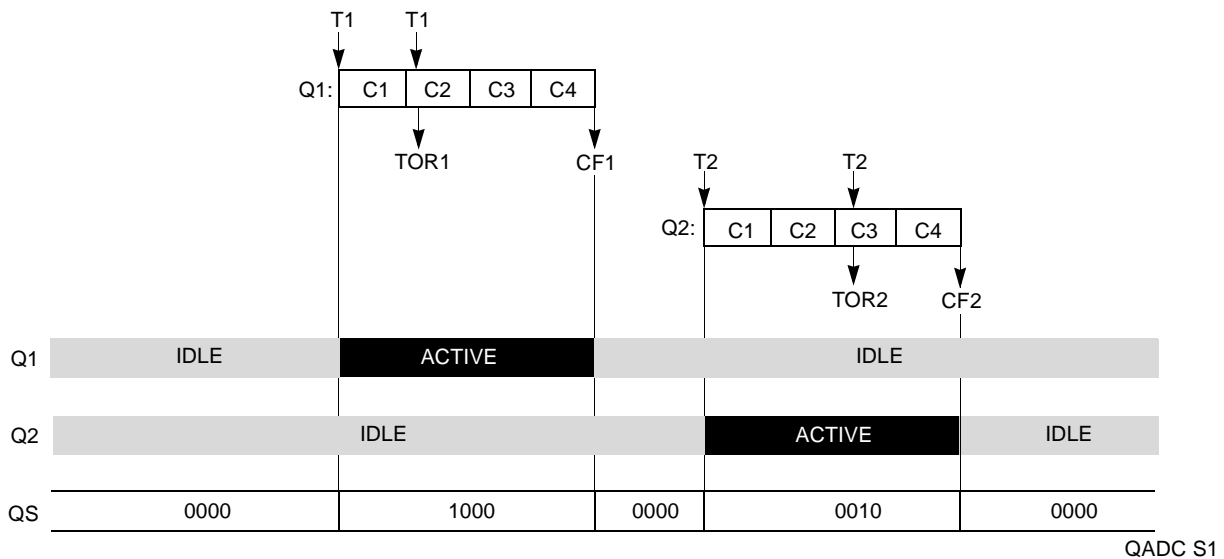 T1 T1
Q1: C1 C2 C3 C4
TOR1 CF1
T2 T2
Q2: C1 C2 C3 C4
TOR2 CF2
Q1 IDLE ACTIVE IDLE
Q2 IDLE ACTIVE IDLE
QS 0000 1000 0000 0010 0000
QADC S1